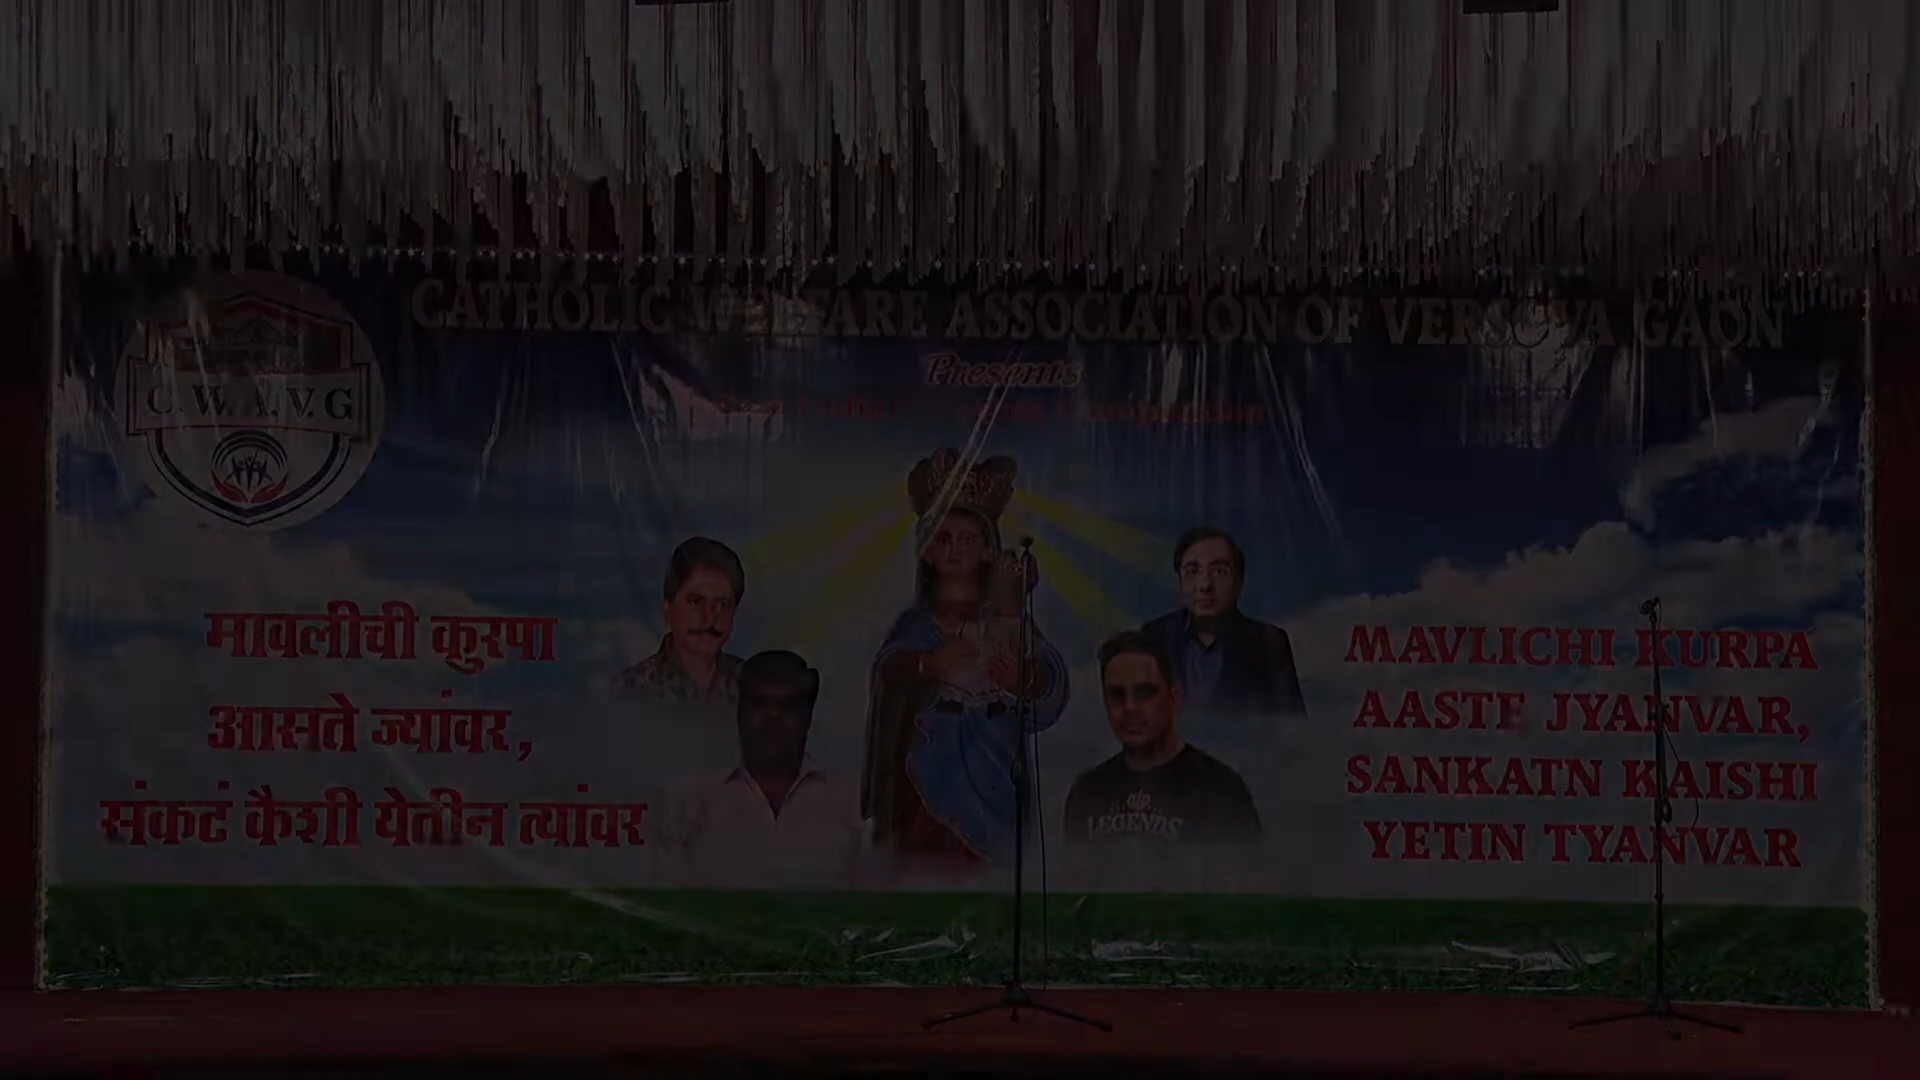 CATHOLIC WELFARE ASSOCIATION OF VERSOVA GAON
Presents
C.W.A.V.G
मावलीची कुरपा
आसते ज्यांवर,
संकटं कैशी येतीन त्यांवर
LEGENDS
MAVLICHI KURPA
AASTE JYANVAR,
SANKATN KAISHI
YETIN TYANVAR